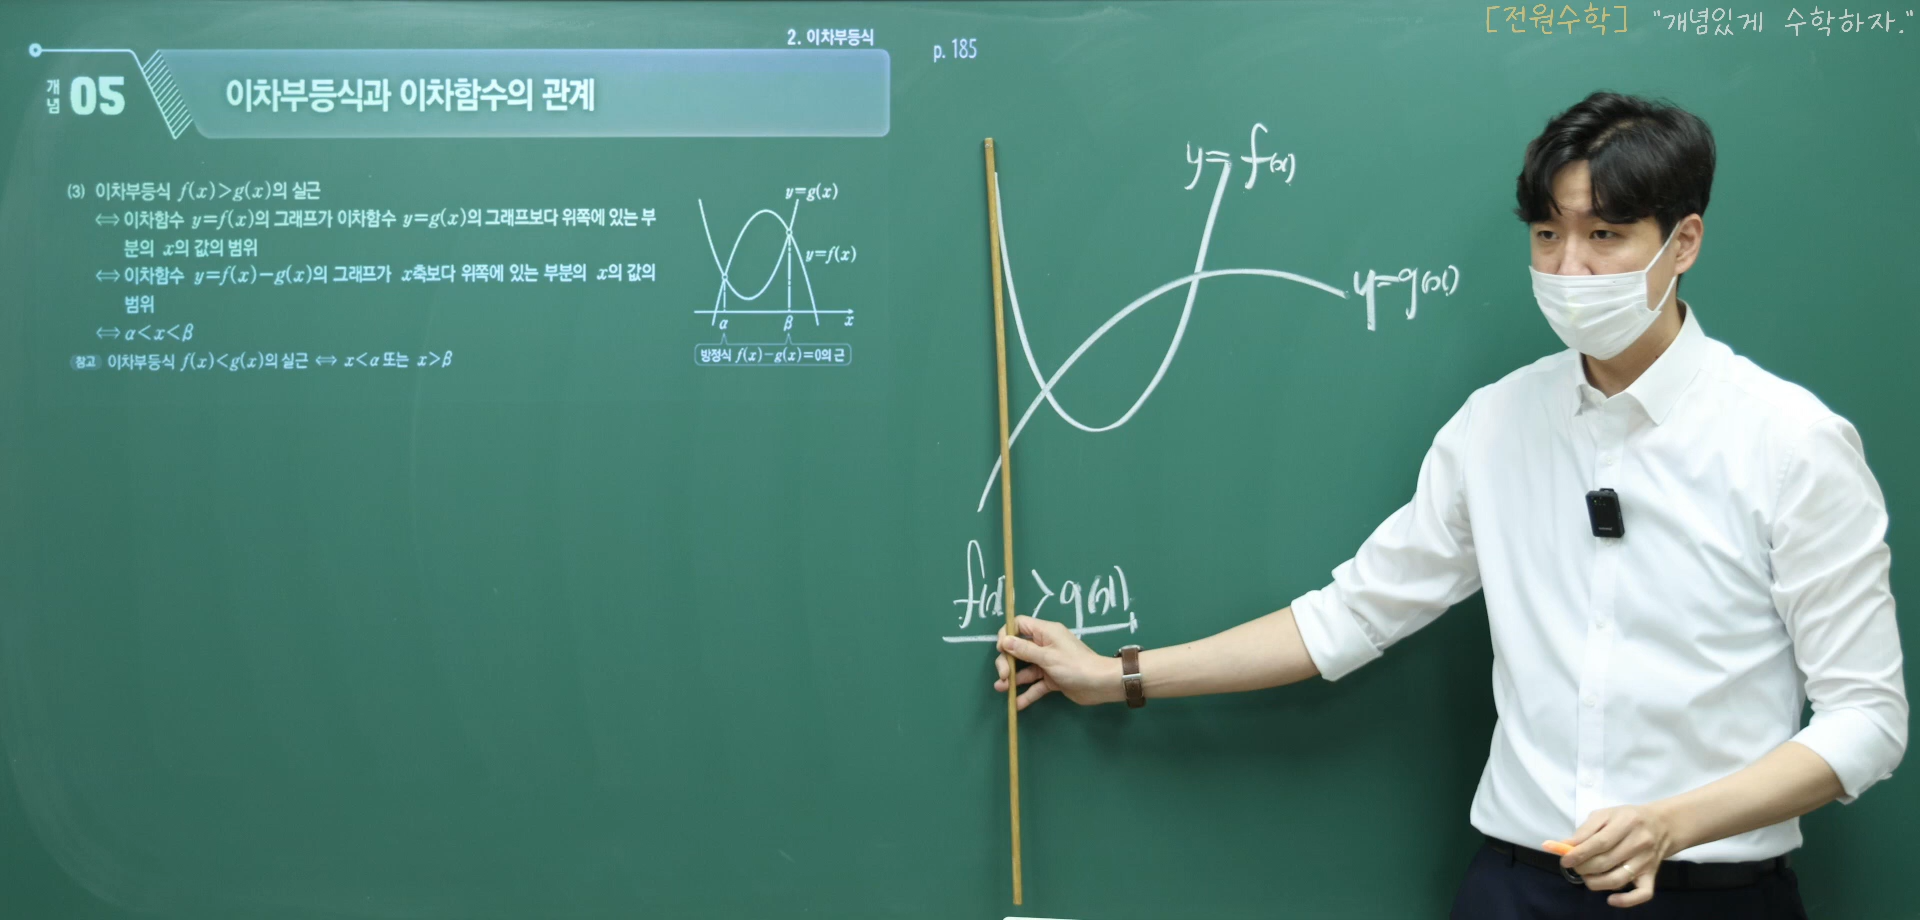 [전원수학] "개념있게 수학하자."
2. 이차부등식
p. 185
개념 05 이차부등식과 이차함수의 관계
(3) 이차부등식 f(x)>g(x)의 실근
⇔ 이차함수 y=f(x)의 그래프가 이차함수 y=g(x)의 그래프보다 위쪽에 있는 부
분의 x의 값의 범위
⇔ 이차함수 y=f(x)-g(x)의 그래프가 x축보다 위쪽에 있는 부분의 x의 값의
범위
⇔ α<x<β
참고 이차부등식 f(x)<g(x)의 실근 ⇔ x<α 또는 x>β
y=g(x)
y=f(x)
α β x
방정식 f(x)-g(x)=0의 근
y=f(x)
y=g(x)
f(x)>g(x)